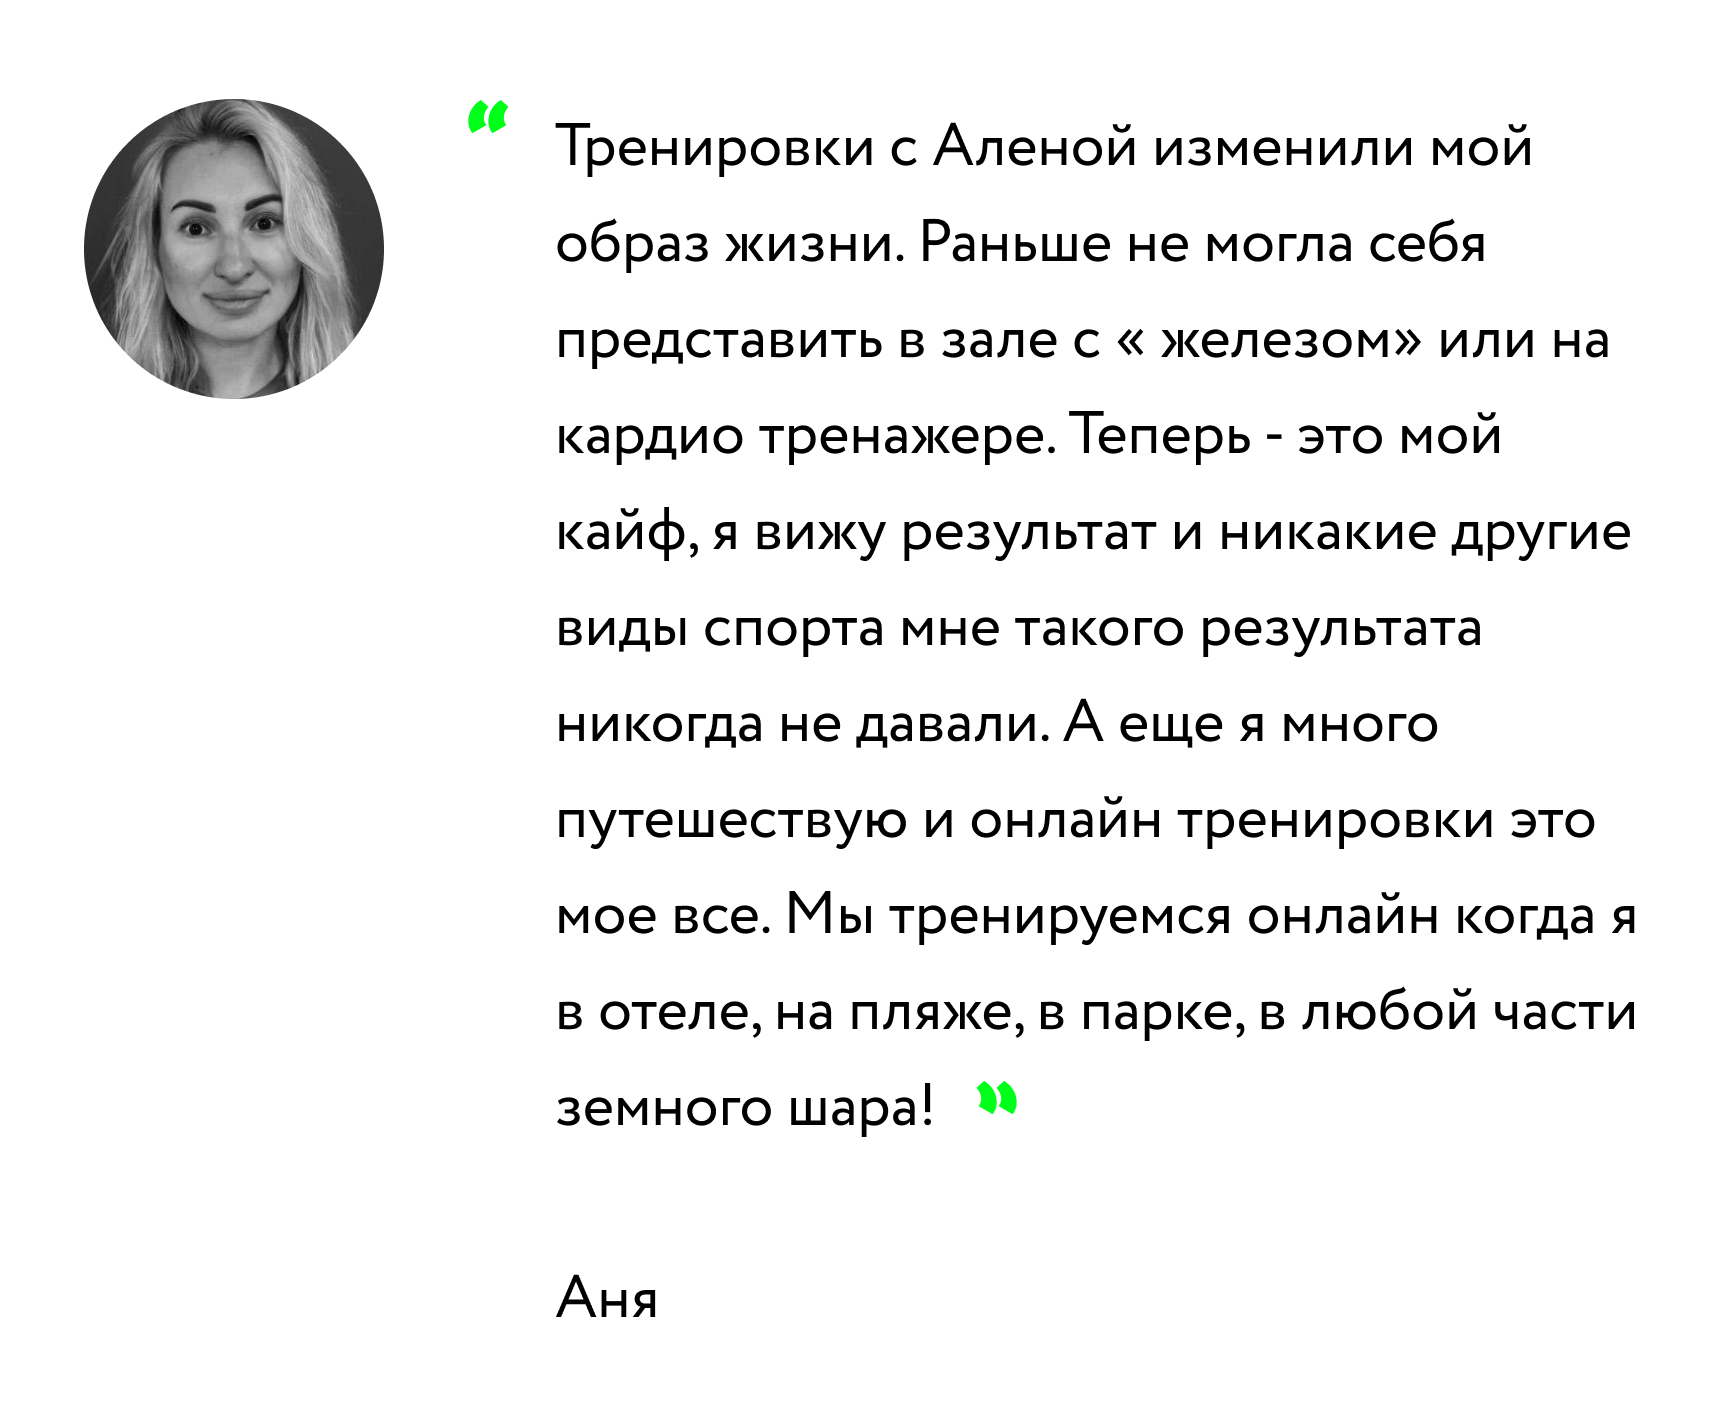 “ Тренировки с Аленой изменили мой
образ жизни. Раньше не могла себя
представить в зале с « железом» или на
кардио тренажере. Теперь - это мой
кайф, я вижу результат и никакие другие
виды спорта мне такого результата
никогда не давали. А еще я много
путешествую и онлайн тренировки это
мое все. Мы тренируемся онлайн когда я
в отеле, на пляже, в парке, в любой части
земного шара! ”
Аня